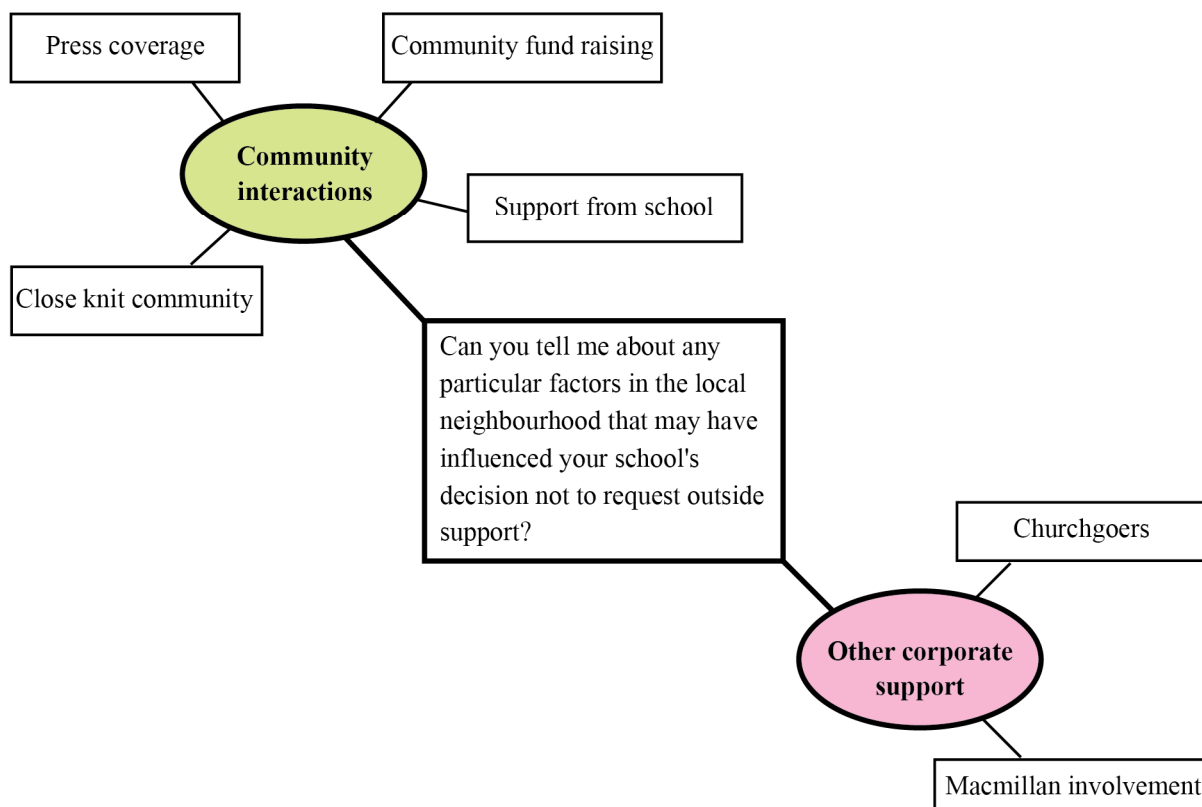 Press coverage
Community fund raising
Community
interactions
Support from school
Close knit community
Can you tell me about any
particular factors in the local
neighbourhood that may have
influenced your school's
decision not to request outside
support?
Churchgoers
Other corporate
support
Macmillan involvement